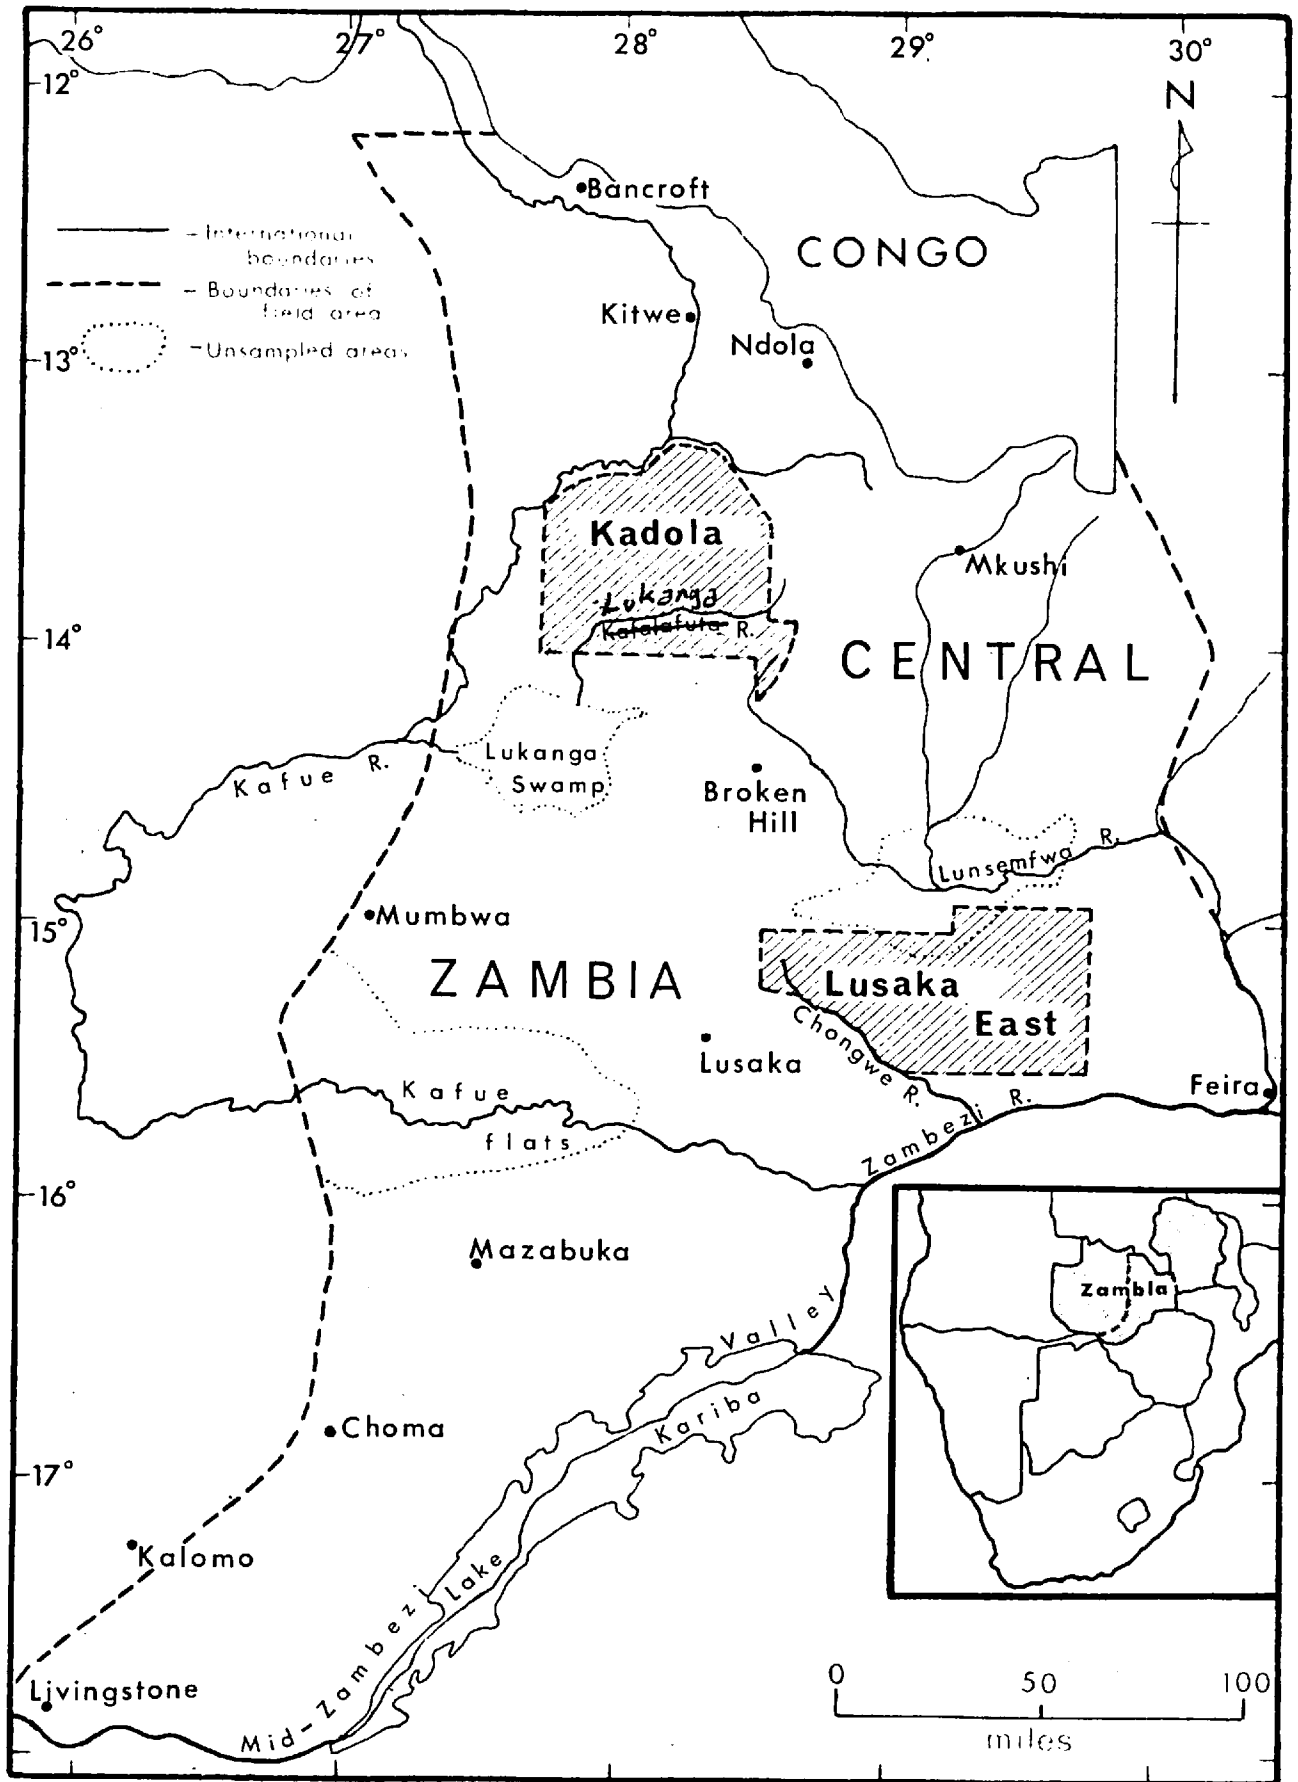 26° 27° 28° 29° 30°
12°
N
Bancroft
— International
boundaries
CONGO
— Boundaries of
field area
Kitwe
Ndola
— Unsampled areas
13°
Kadola
Mkushi
Lukanga
Kafalafuta R.
14°
CENTRAL
Lukanga
Swamp
Kafue R.
Broken
Hill
Lunsemfwa R.
15°
Mumbwa
ZAMBIA
Lusaka
East
Chongwe R.
Lusaka
Kafue
flats
Feira
Zambezi R.
16°
Mazabuka
Zambia
Mid-Zambezi Valley
Lake Kariba
Choma
17°
Kalomo
Livingstone
0 50 100
miles